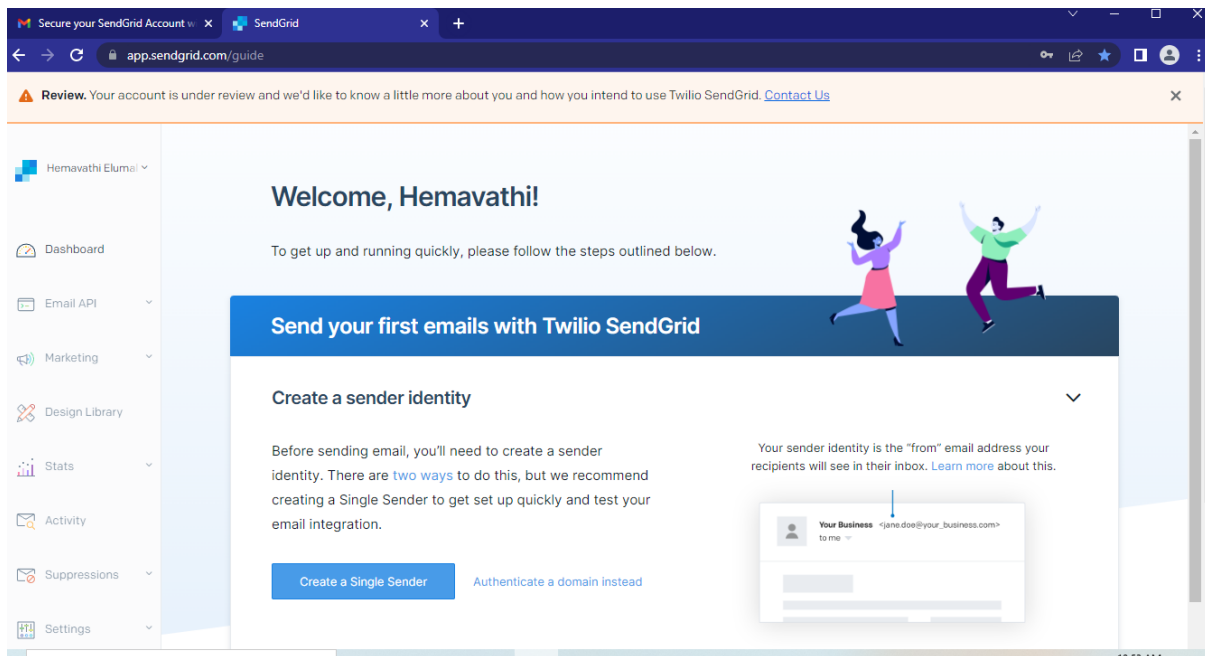 Secure your SendGrid Account w
SendGrid
app.sendgrid.com/guide
Review. Your account is under review and we'd like to know a little more about you and how you intend to use Twilio SendGrid. Contact Us
Hemavathi Elumal
Welcome, Hemavathi!
To get up and running quickly, please follow the steps outlined below.
Dashboard
Email API
Marketing
Design Library
Stats
Activity
Suppressions
Settings
Send your first emails with Twilio SendGrid
Create a sender identity
Before sending email, you'll need to create a sender
identity. There are two ways to do this, but we recommend
creating a Single Sender to get set up quickly and test your
email integration.
Create a Single Sender
Authenticate a domain instead
Your sender identity is the "from" email address your
recipients will see in their inbox. Learn more about this.
Your Business <jane.doe@your_business.com>
to me